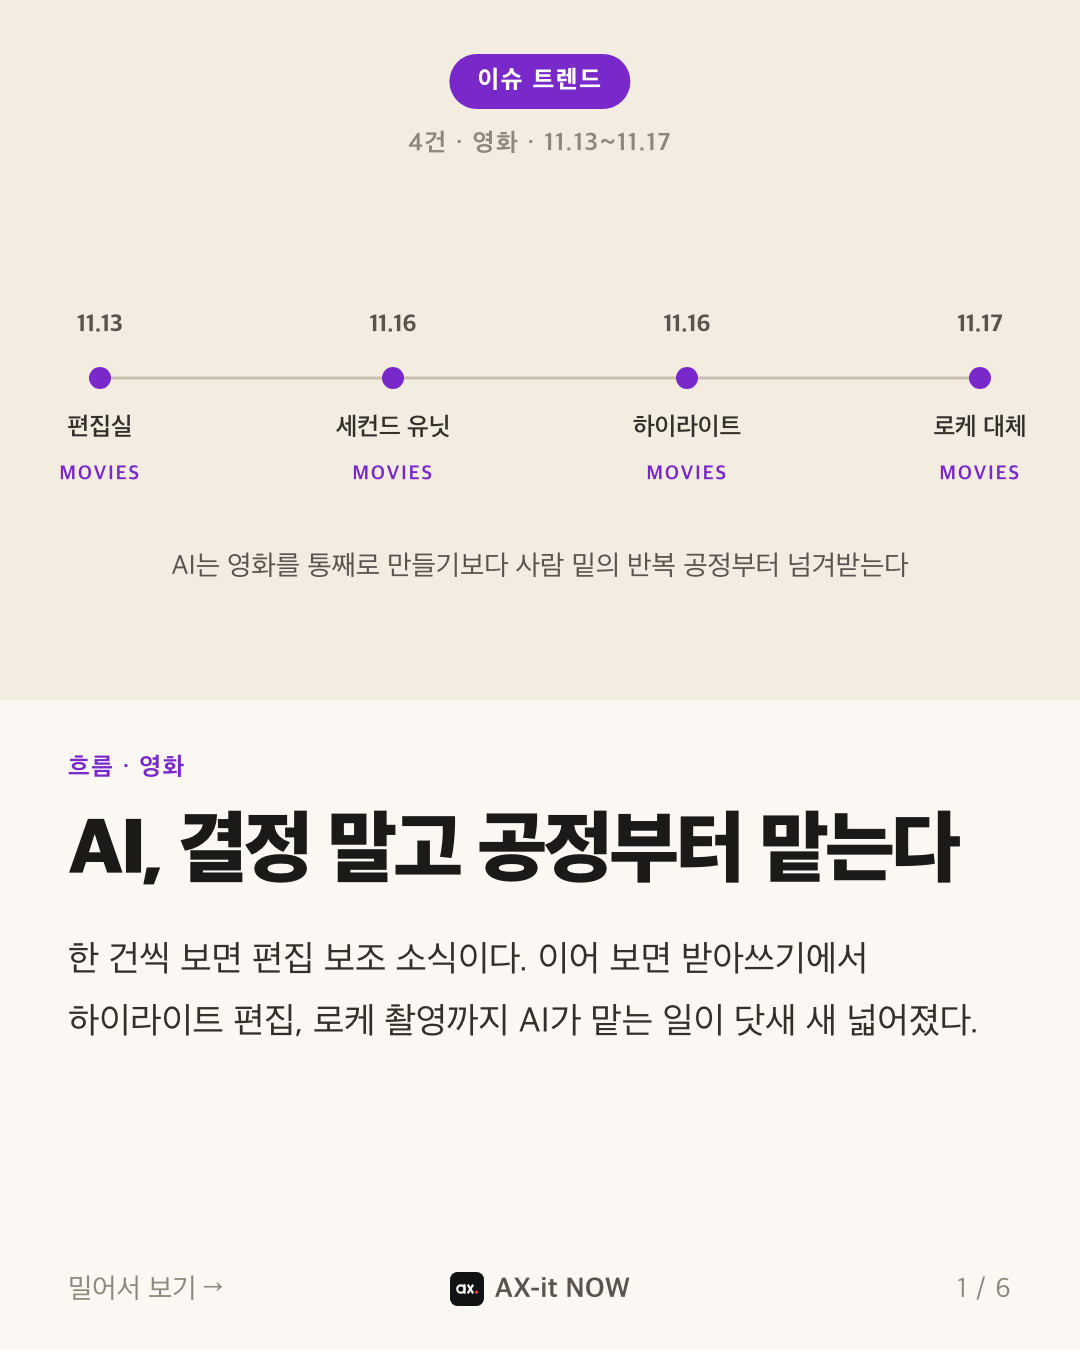 이슈 트렌드
4건 · 영화 · 11.13~11.17
11.13 11.16 11.16 11.17
편집실 세컨드 유닛 하이라이트 로케 대체
MOVIES MOVIES MOVIES MOVIES
AI는 영화를 통째로 만들기보다 사람 밑의 반복 공정부터 넘겨받는다
흐름 · 영화
AI, 결정 말고 공정부터 맡는다
한 건씩 보면 편집 보조 소식이다. 이어 보면 받아쓰기에서
하이라이트 편집, 로케 촬영까지 AI가 맡는 일이 닷새 새 넓어졌다.
밀어서 보기 → ax. AX-it NOW 1 / 6